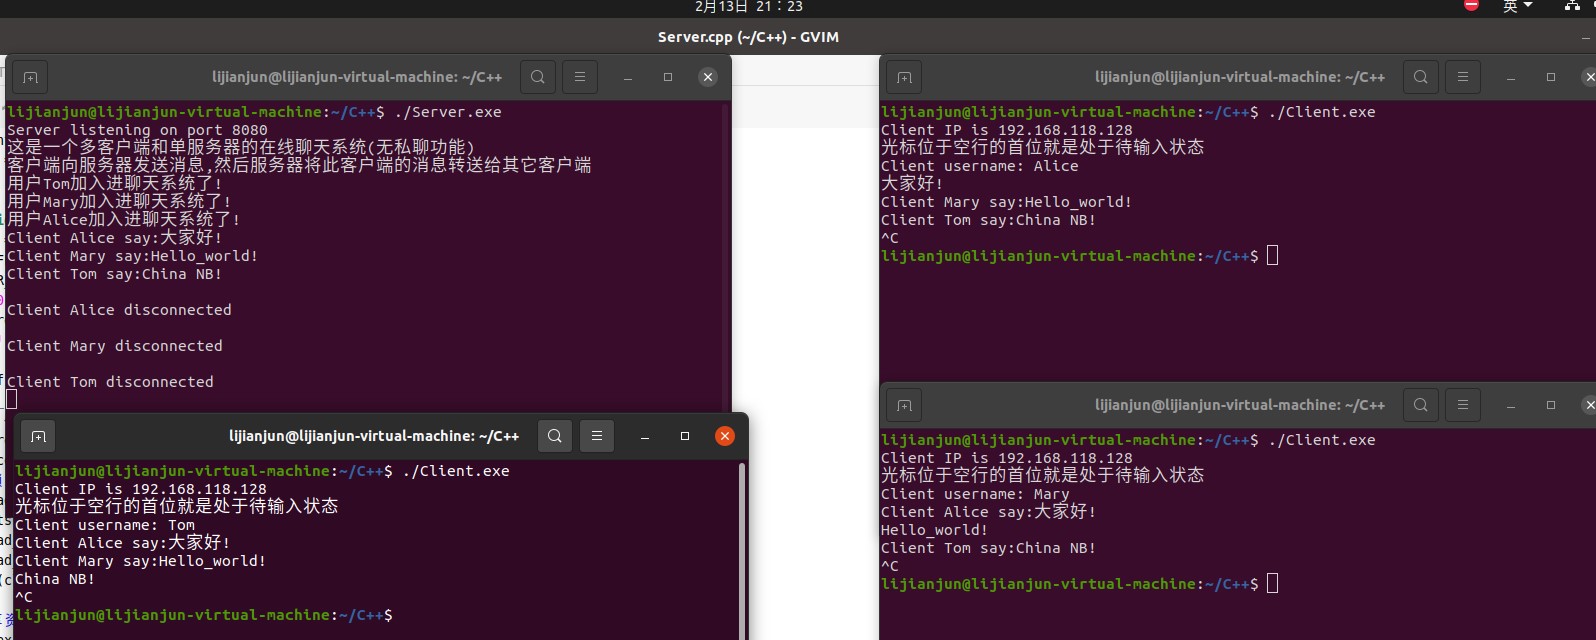 2月13日 21：23
英
Server.cpp (~/C++) - GVIM
lijianjun@lijianjun-virtual-machine: ~/C++
lijianjun@lijianjun-virtual-machine:~/C++$ ./Server.exe
Server listening on port 8080
这是一个多客户端和单服务器的在线聊天系统(无私聊功能)
客户端向服务器发送消息,然后服务器将此客户端的消息转送给其它客户端
用户Tom加入进聊天系统了!
用户Mary加入进聊天系统了!
用户Alice加入进聊天系统了!
Client Alice say:大家好!
Client Mary say:Hello_world!
Client Tom say:China NB!
Client Alice disconnected
Client Mary disconnected
Client Tom disconnected
lijianjun@lijianjun-virtual-machine: ~/C++
lijianjun@lijianjun-virtual-machine:~/C++$ ./Client.exe
Client IP is 192.168.118.128
光标位于空行的首位就是处于待输入状态
Client username: Tom
Client Alice say:大家好!
Client Mary say:Hello_world!
China NB!
^C
lijianjun@lijianjun-virtual-machine:~/C++$
lijianjun@lijianjun-virtual-machine: ~/C++
lijianjun@lijianjun-virtual-machine:~/C++$ ./Client.exe
Client IP is 192.168.118.128
光标位于空行的首位就是处于待输入状态
Client username: Alice
大家好!
Client Mary say:Hello_world!
Client Tom say:China NB!
^C
lijianjun@lijianjun-virtual-machine:~/C++$
lijianjun@lijianjun-virtual-machine: ~/C++
lijianjun@lijianjun-virtual-machine:~/C++$ ./Client.exe
Client IP is 192.168.118.128
光标位于空行的首位就是处于待输入状态
Client username: Mary
Client Alice say:大家好!
Hello_world!
Client Tom say:China NB!
^C
lijianjun@lijianjun-virtual-machine:~/C++$